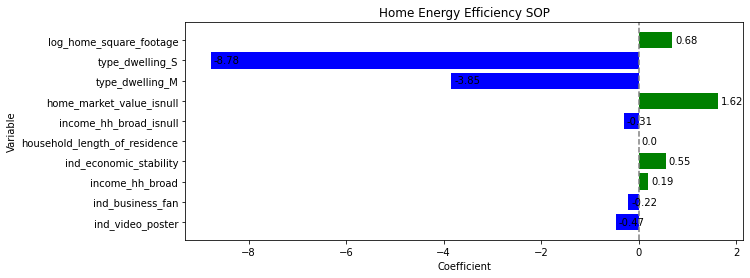 Home Energy Efficiency SOP
Variable
log_home_square_footage 0.68
type_dwelling_S
type_dwelling_M -3.85
home_market_value_isnull 1.62
income_hh_broad_isnull -0.31
household_length_of_residence 0.0
ind_economic_stability 0.55
income_hh_broad 0.19
ind_business_fan -0.22
ind_video_poster -0.47
−8 −6 −4 −2 0 2
Coefficient